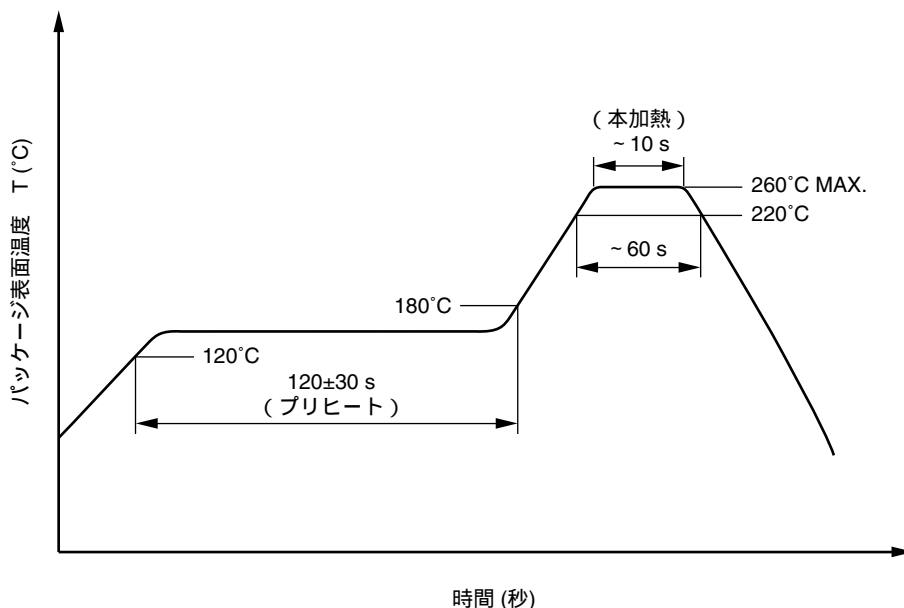 パッケージ表面温度 T (˚C)
(本加熱)
~ 10 s
260˚C MAX.
220˚C
~ 60 s
180˚C
120˚C
120±30 s
(プリヒート)
時間 (秒)